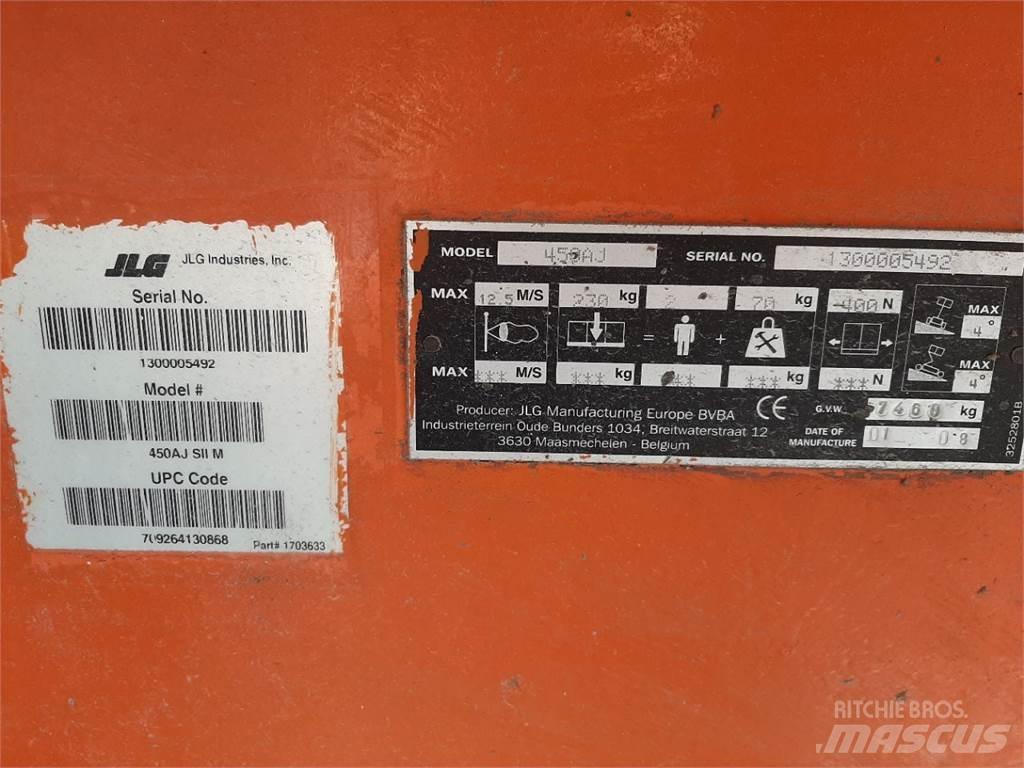 JLG JLG Industries, Inc.
Serial No.
1300005492
Model #
450AJ SII M
UPC Code
709264130868
Part# 1703633
MODEL 450AJ SERIAL NO. 1300005492
MAX 12.5 M/S 230 kg 2 70 kg 400 N MAX 4°
= +
MAX *** M/S *** kg ** *** kg *** N MAX 4°
Producer: JLG Manufacturing Europe BVBA CE G.V.W. kg
Industrieterrein Oude Bunders 1034, Breitwaterstraat 12
3630 Maasmechelen - Belgium
DATE OF
MANUFACTURE 01 08
3252801B
RITCHIE BROS.
MASCUS